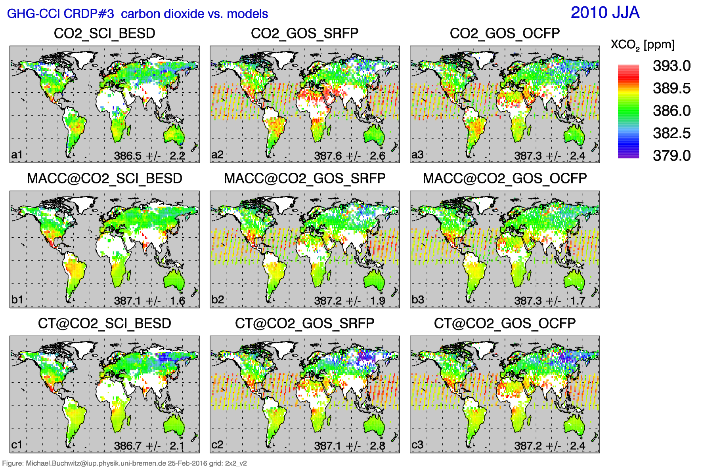 GHG-CCI CRDP#3 carbon dioxide vs. models
2010 JJA
CO2_SCI_BESD CO2_GOS_SRFP CO2_GOS_OCFP
XCO2 [ppm]
393.0
389.5
386.0
382.5
379.0
a1 386.5 +/- 2.2
a2 387.6 +/- 2.6
a3 387.3 +/- 2.4
MACC@CO2_SCI_BESD MACC@CO2_GOS_SRFP MACC@CO2_GOS_OCFP
b1 387.1 +/- 1.6
b2 387.1 +/- 1.9
b3 387.1 +/- 1.7
CT@CO2_SCI_BESD CT@CO2_GOS_SRFP CT@CO2_GOS_OCFP
c1 386.7 +/- 2.1
c2 387.1 +/- 2.8
c3 387.2 +/- 2.4
Figure: Michael.Buchwitz@iup.physik.uni-bremen.de 25-Feb-2016 grid: 2x2_v2